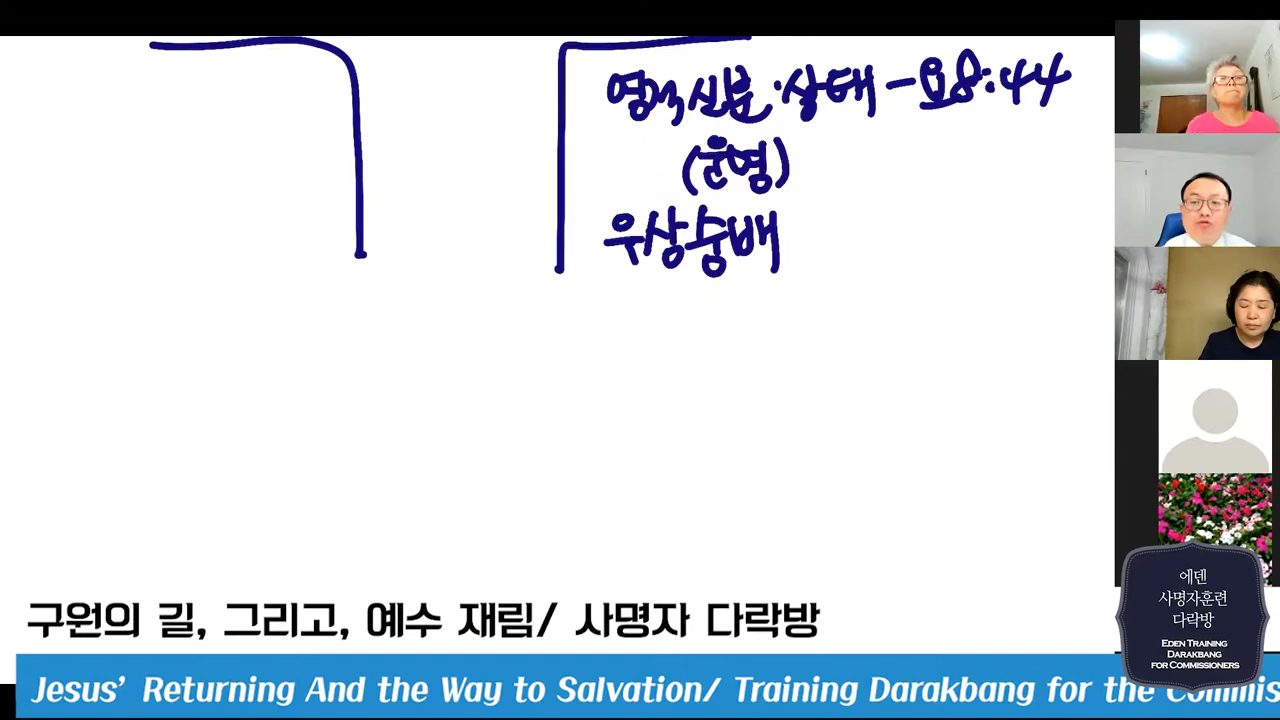 영적 신분·상태 - 요8:44
(운명)
우상숭배
구원의 길, 그리고, 예수 재림/ 사명자 다락방
에덴
사명자훈련
다락방
EDEN TRAINING
DARAKBANG
FOR COMMISSIONERS
Jesus' Returning And the Way to Salvation/ Training Darakbang for the Commis